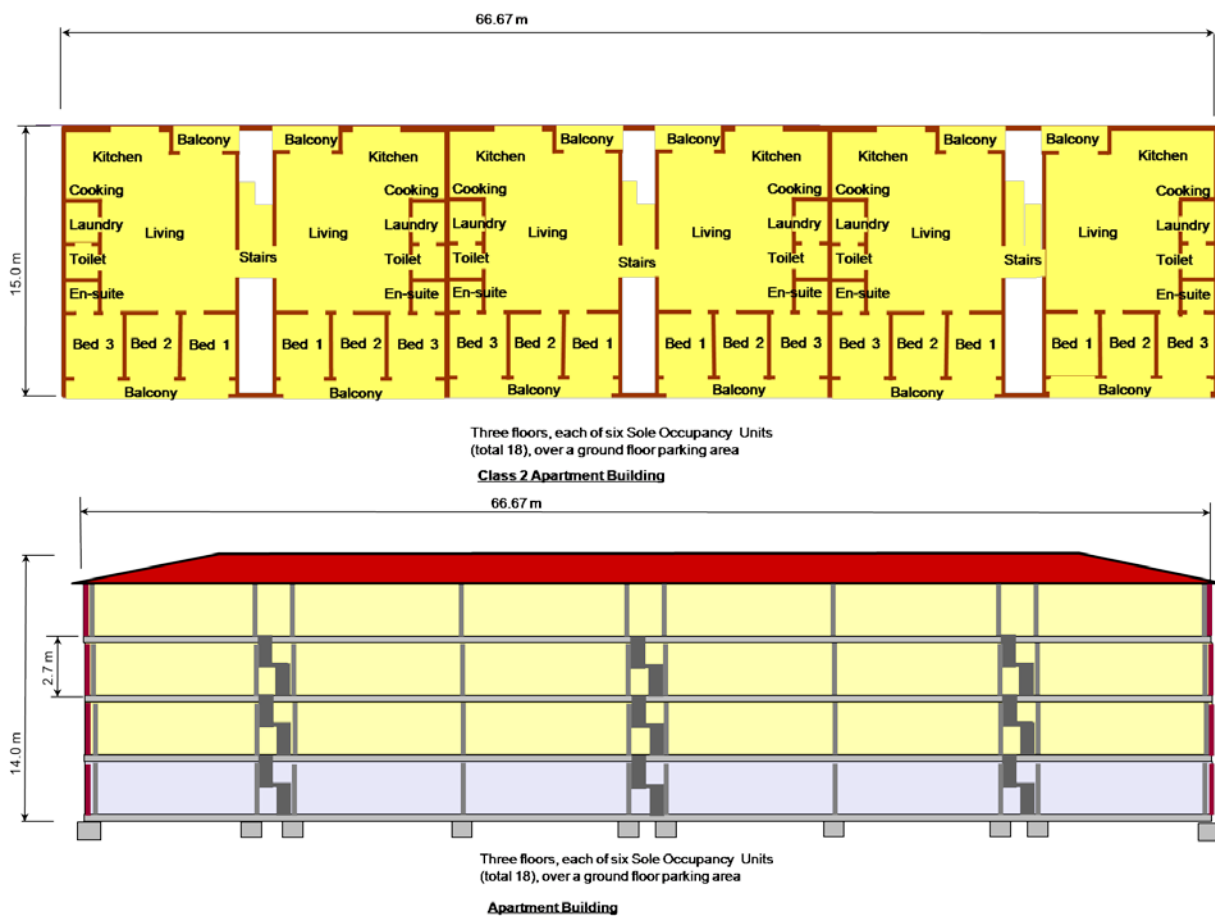 66.67 m
Balcony Balcony Balcony Balcony Balcony Balcony
Kitchen Kitchen Kitchen Kitchen Kitchen Kitchen
Cooking Cooking Cooking Cooking Cooking Cooking
Laundry Living Living Laundry Laundry Living Living Laundry Laundry Living Living Laundry
15.0 m
Toilet Stairs Toilet Toilet Stairs Toilet Toilet Stairs Toilet
En-suite En-suite En-suite En-suite En-suite En-suite
Bed 3 Bed 2 Bed 1 Bed 1 Bed 2 Bed 3 Bed 3 Bed 2 Bed 1 Bed 1 Bed 2 Bed 3 Bed 3 Bed 2 Bed 1 Bed 1 Bed 2 Bed 3
Balcony Balcony Balcony Balcony Balcony Balcony
Three floors, each of six Sole Occupancy Units
(total 18), over a ground floor parking area
Class 2 Apartment Building
66.67 m
2.7 m
14.0 m
Three floors, each of six Sole Occupancy Units
(total 18), over a ground floor parking area
Apartment Building